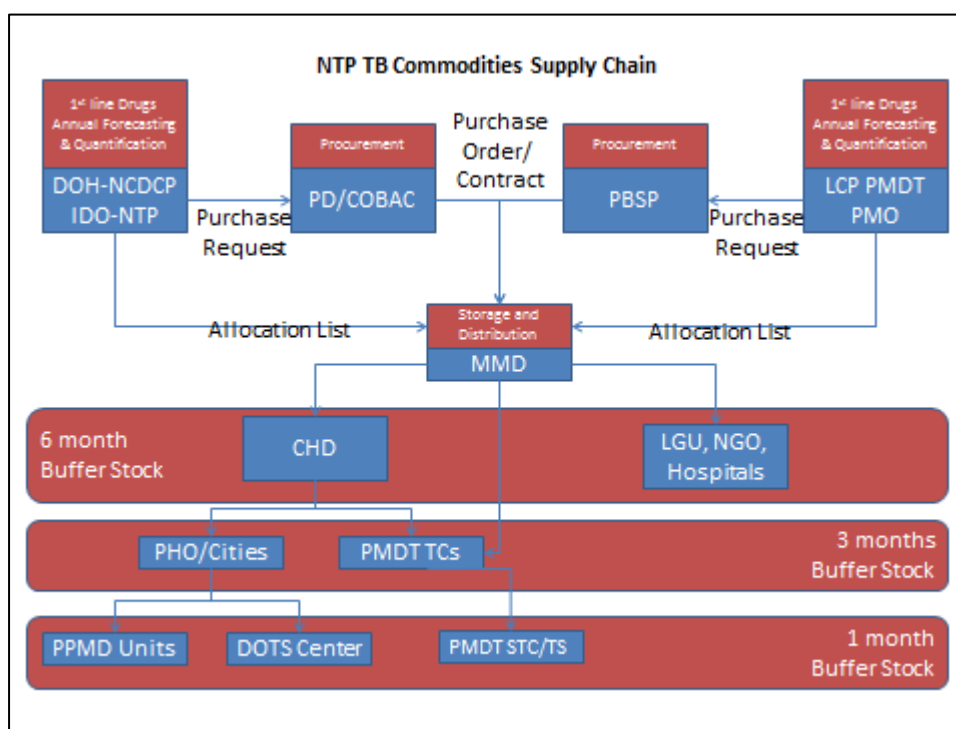 NTP TB Commodities Supply Chain
1st line Drugs
Annual Forecasting
& Quantification
DOH-NCDCP
IDO-NTP
Purchase
Request
Procurement
PD/COBAC
Purchase
Order/
Contract
Procurement
PBSP
Purchase
Request
1st line Drugs
Annual Forecasting
& Quantification
LCP PMDT
PMO
Allocation List
Storage and
Distribution
MMD
Allocation List
6 month
Buffer Stock
CHD
LGU, NGO,
Hospitals
PHO/Cities
PMDT TCs
3 months
Buffer Stock
PPMD Units
DOTS Center
PMDT STC/TS
1 month
Buffer Stock